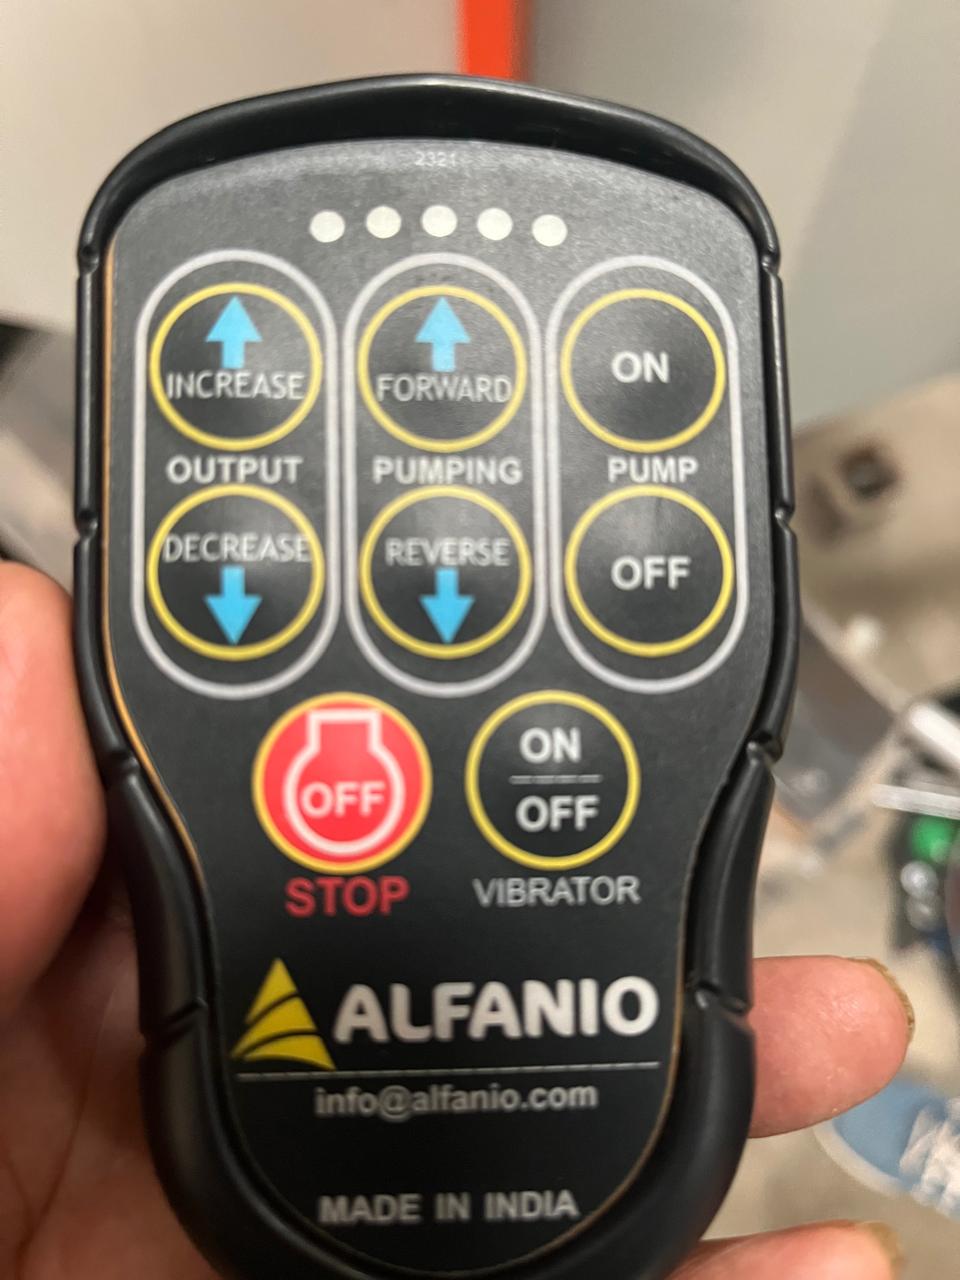 2321
INCREASE
FORWARD
ON
OUTPUT
PUMPING
PUMP
DECREASE
REVERSE
OFF
OFF
ON
OFF
STOP
VIBRATOR
ALFANIO
info@alfanio.com
MADE IN INDIA